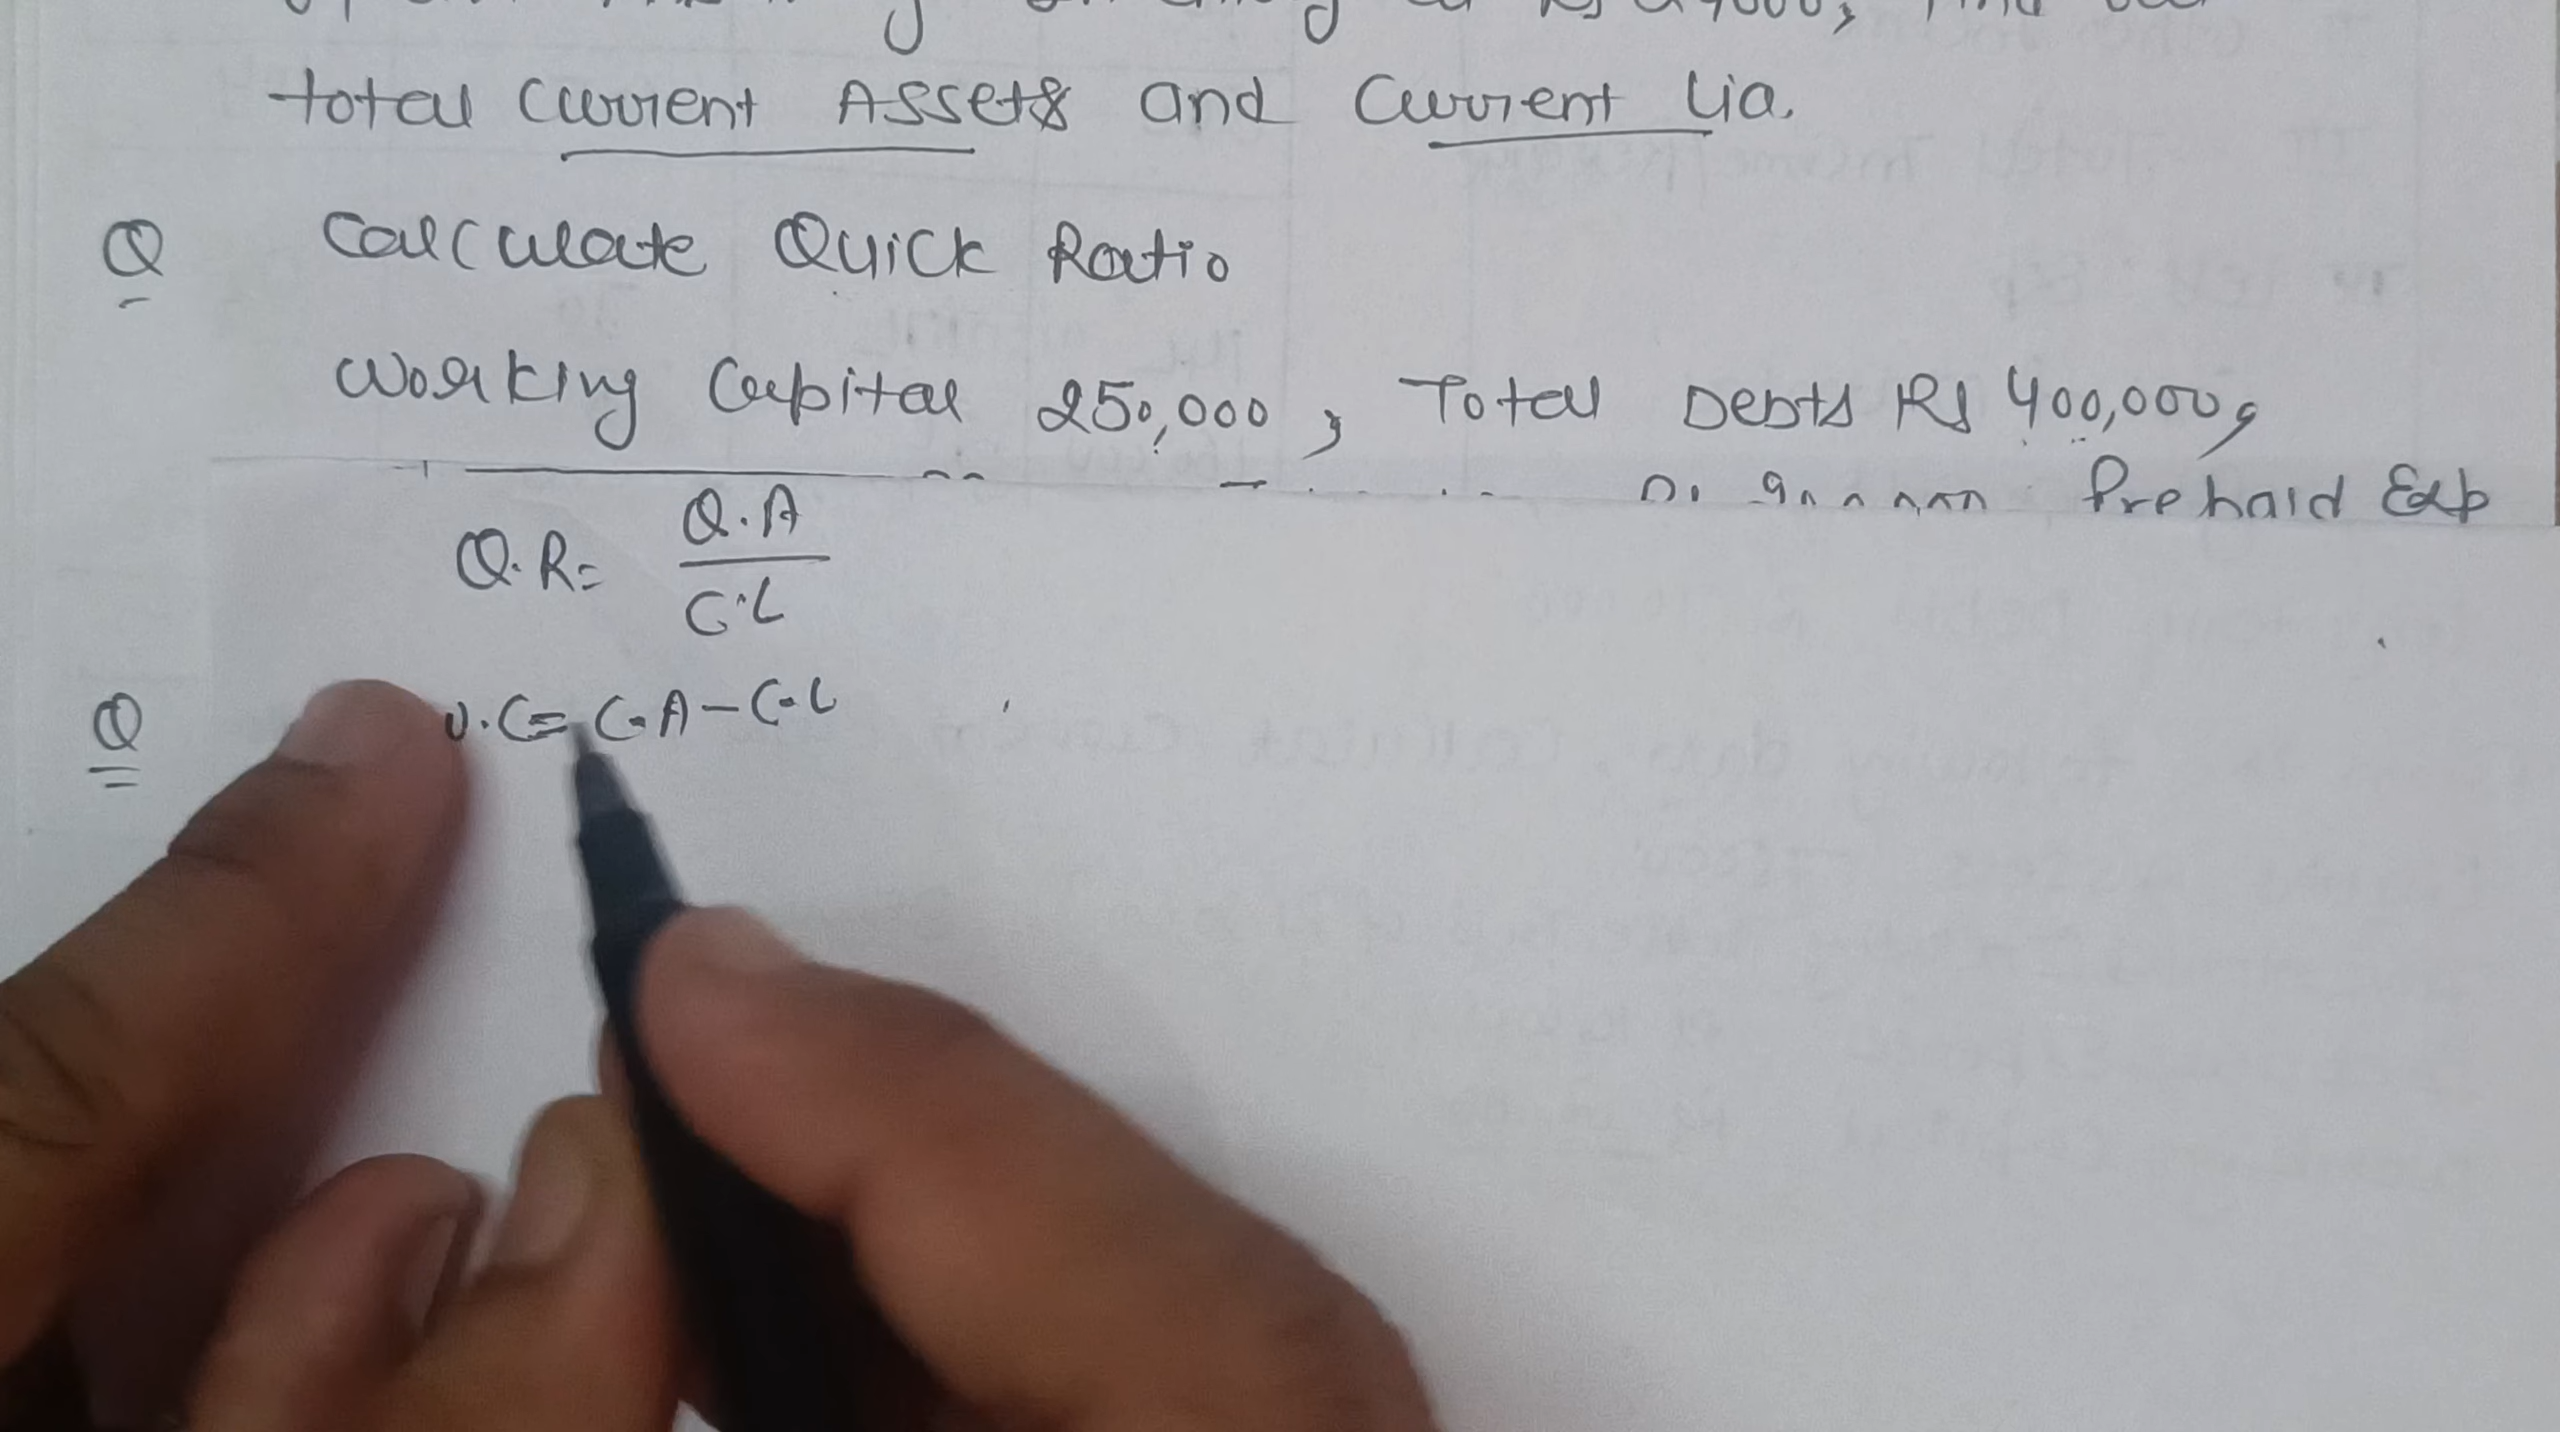 total Current Assets and Current Lia.
Q Calculate Quick Ratio
Working Capital 250,000, Total Debts Rs 400,000,
Prepaid Exp
Q.R = Q.A / C.L
Q .C = C.A - C.L